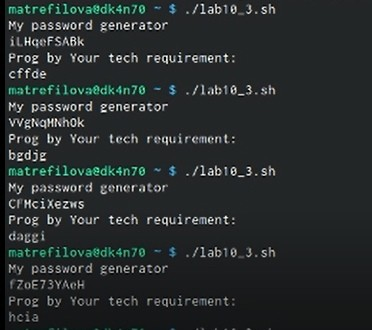 matrefilova@dk4n70 ~ $ ./lab10_3.sh
My password generator
iLHqeFSABk
Prog by Your tech requirement:
cffde
matrefilova@dk4n70 ~ $ ./lab10_3.sh
My password generator
VVgNqMNhOk
Prog by Your tech requirement:
bgdjg
matrefilova@dk4n70 ~ $ ./lab10_3.sh
My password generator
CfMciXezws
Prog by Your tech requirement:
daggi
matrefilova@dk4n70 ~ $ ./lab10_3.sh
My password generator
fZoE73YAeH
Prog by Your tech requirement:
hcia